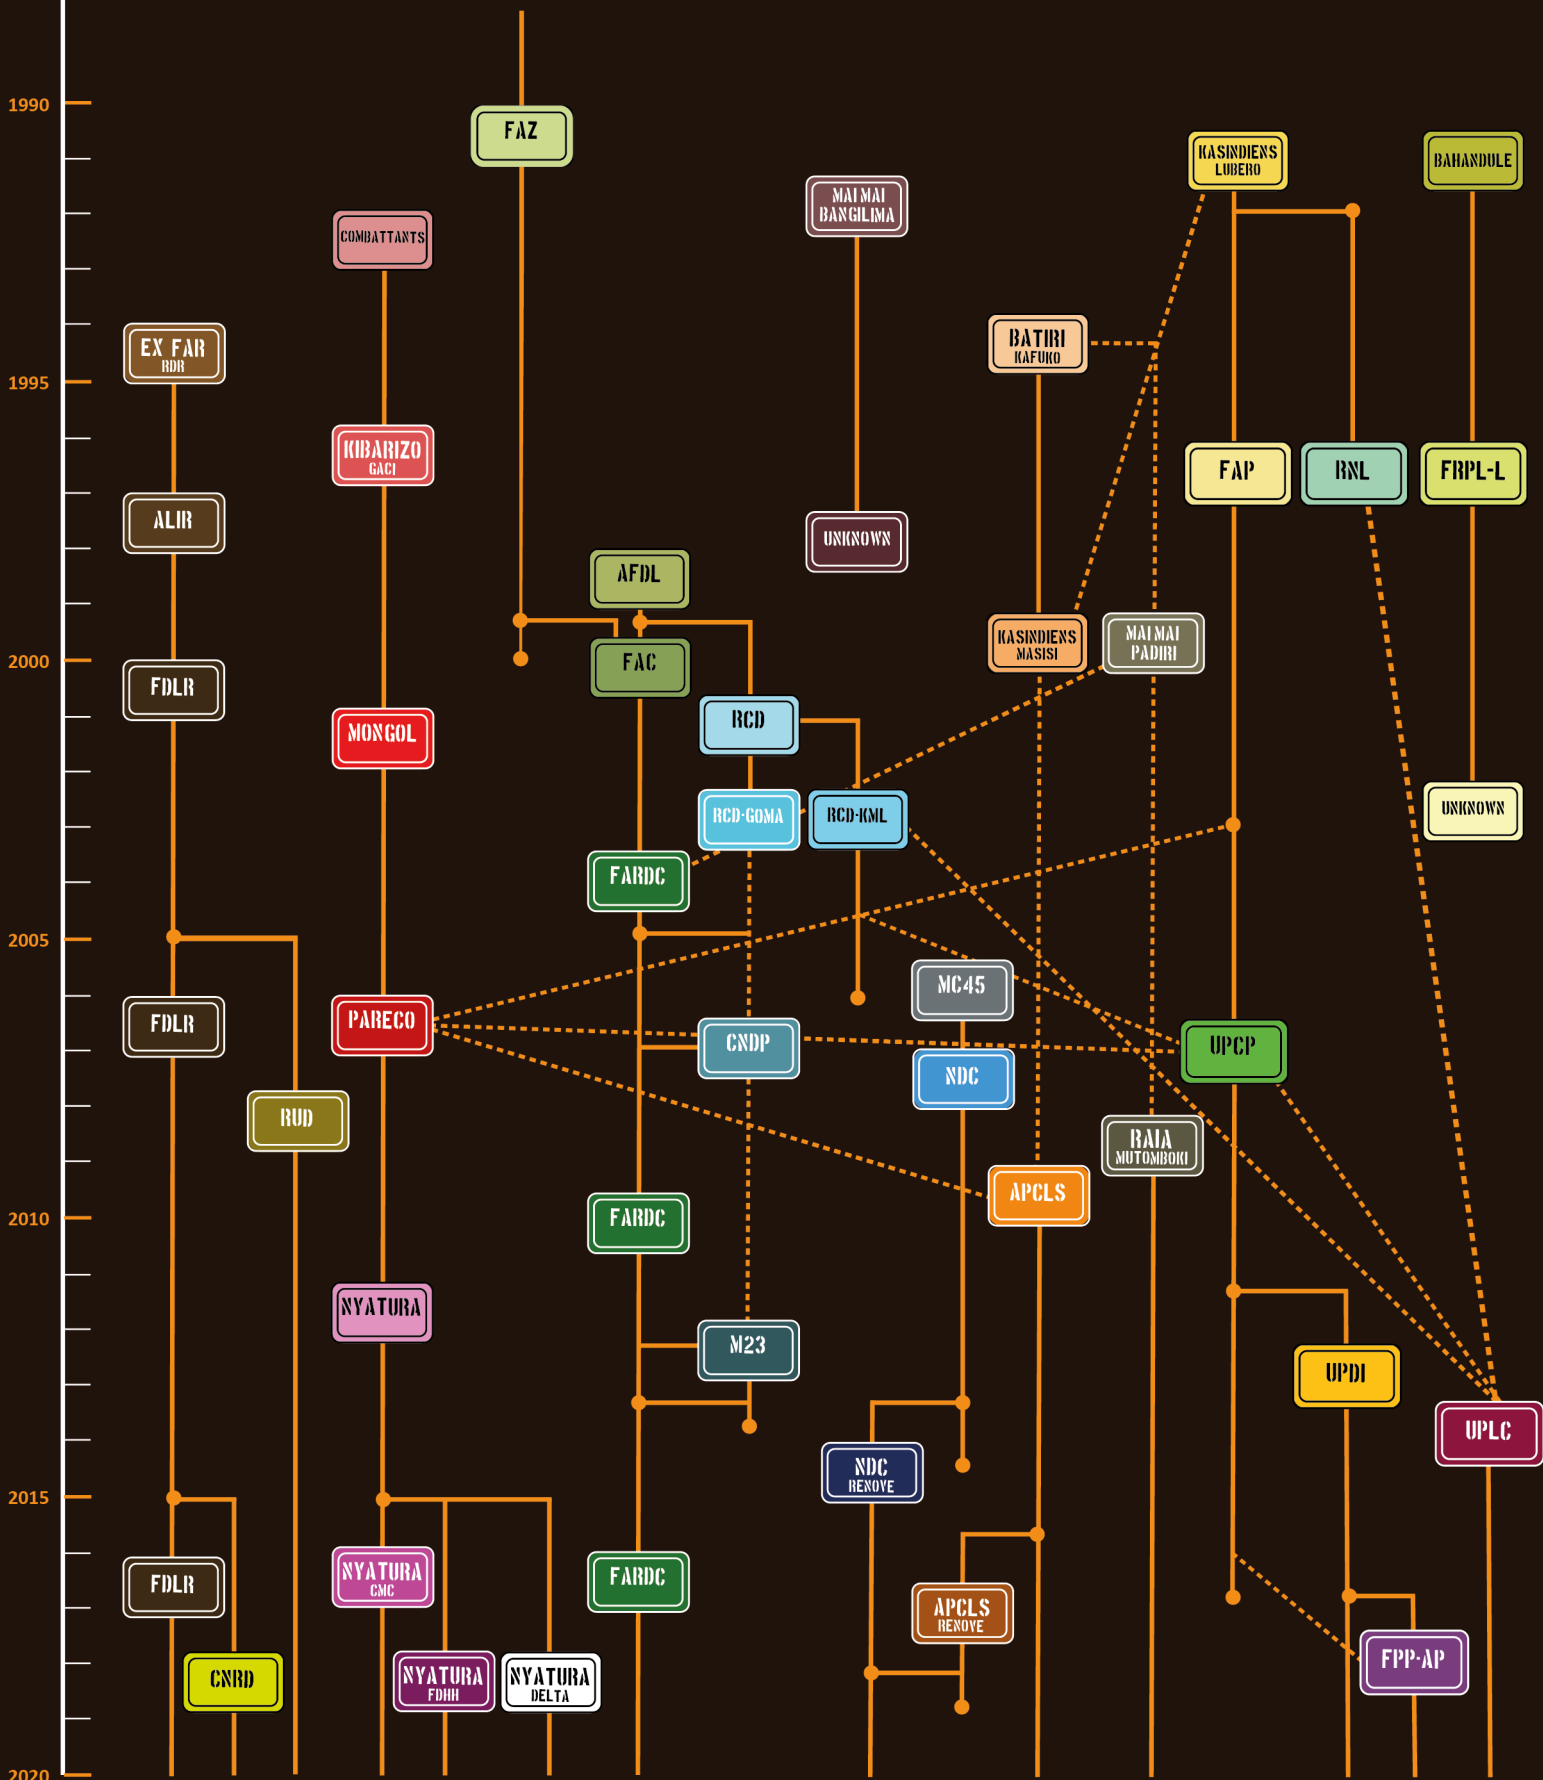 1990
FAZ
KASINDIENS
LUBERO
BAHANDULE
MAI MAI
BANGILIMA
COMBATTANTS
EX FAR
RDR
BATIRI
KAFUKO
1995
KIBARIZO
GACI
FAP
RNL
FRPL-L
ALIR
UNKNOWN
AFDL
KASINDIENS
MASISI
MAI MAI
PADIRI
2000
FAC
FDLR
MONGOL
RCD
RCD-GOMA
RCD-KML
UNKNOWN
FARDC
2005
MC45
FDLR
PARECO
CNDP
UPCP
NDC
RUD
RAIA
MUTOMBOKI
APCLS
2010
FARDC
NYATURA
M23
UPDI
UPLC
NDC
RENOVE
2015
FDLR
NYATURA
CMC
FARDC
APCLS
RENOVE
FPP-AP
CNRD
NYATURA
FDHH
NYATURA
DELTA
2020